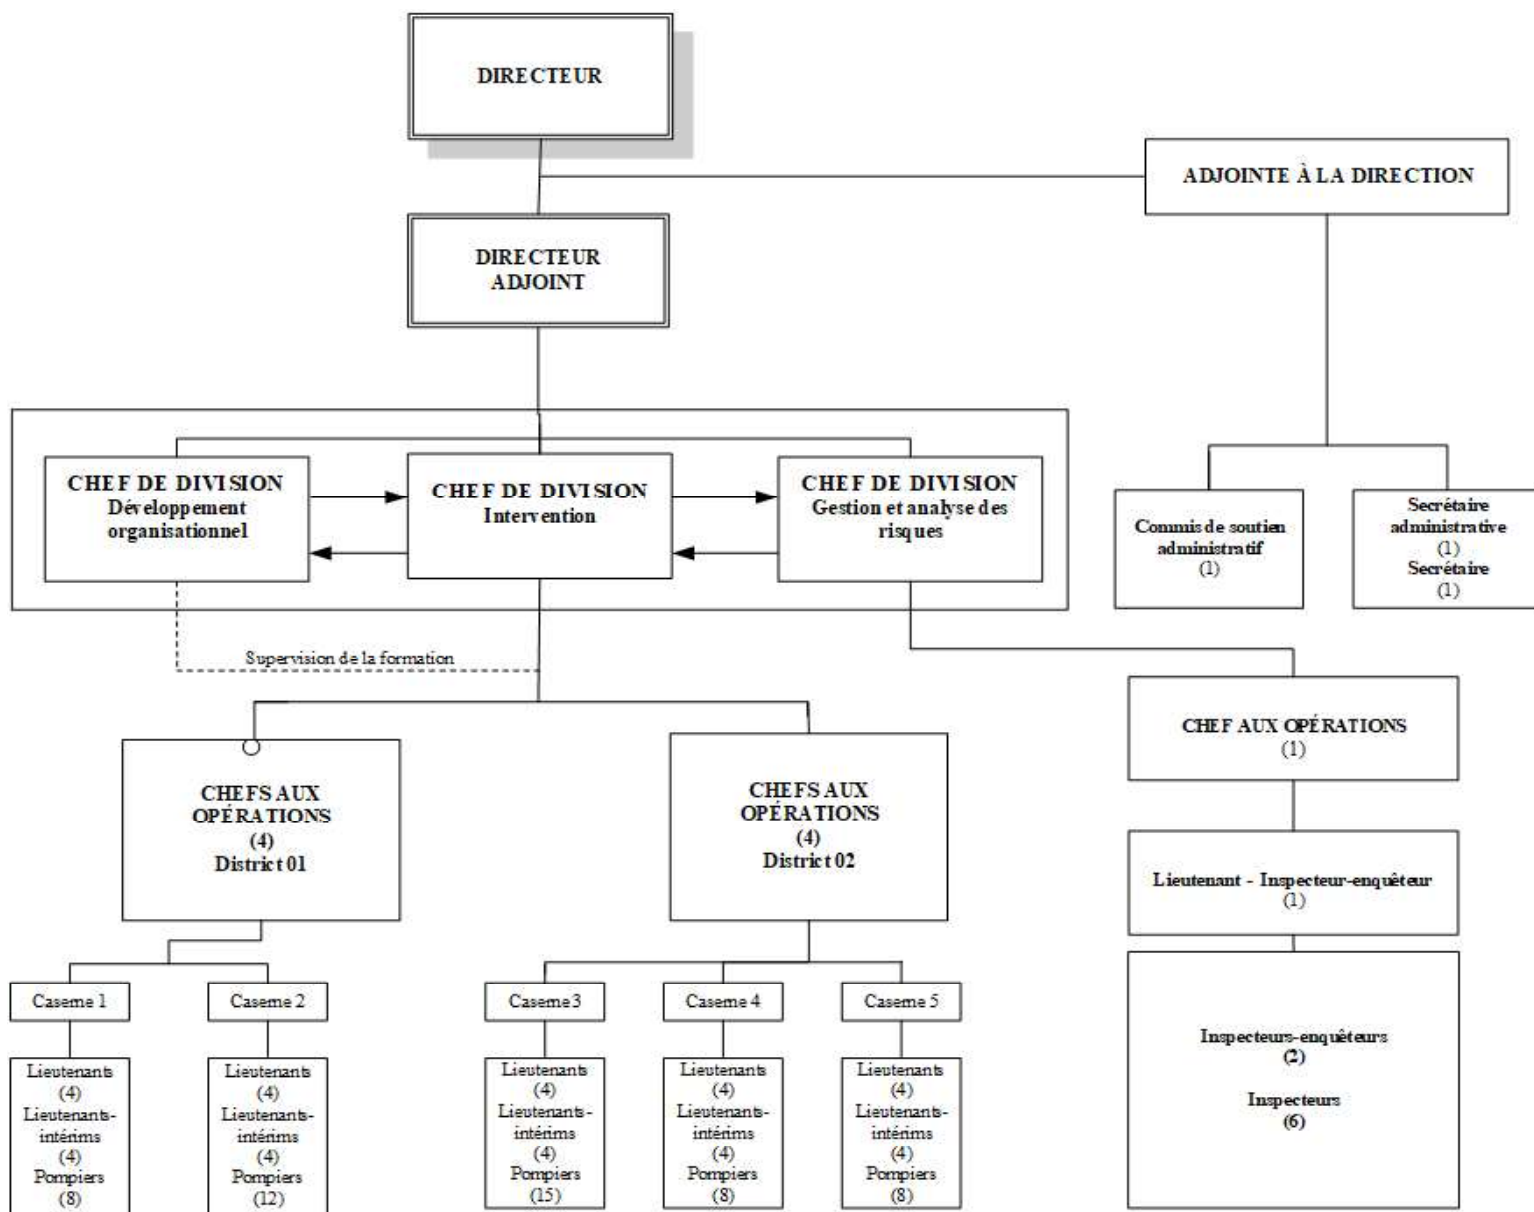 DIRECTEUR
ADJOINTE À LA DIRECTION
DIRECTEUR
ADJOINT
CHEF DE DIVISION
Développement
organisationnel
CHEF DE DIVISION
Intervention
CHEF DE DIVISION
Gestion et analyse des
risques
Commis de soutien
administratif
(1)
Secrétaire
administrative
(1)
Secrétaire
(1)
Supervision de la formation
CHEFS AUX
OPÉRATIONS
(4)
District 01
CHEFS AUX
OPÉRATIONS
(4)
District 02
CHEF AUX OPÉRATIONS
(1)
Lieutenant - Inspecteur-enquêteur
(1)
Caserne 1
Caserne 2
Caserne 3
Caserne 4
Caserne 5
Lieutenants
(4)
Lieutenants-
intérims
(4)
Pompiers
(8)
Lieutenants
(4)
Lieutenants-
intérims
(4)
Pompiers
(12)
Lieutenants
(4)
Lieutenants-
intérims
(4)
Pompiers
(15)
Lieutenants
(4)
Lieutenants-
intérims
(4)
Pompiers
(8)
Lieutenants
(4)
Lieutenants-
intérims
(4)
Pompiers
(8)
Inspecteurs-enquêteurs
(2)
Inspecteurs
(6)